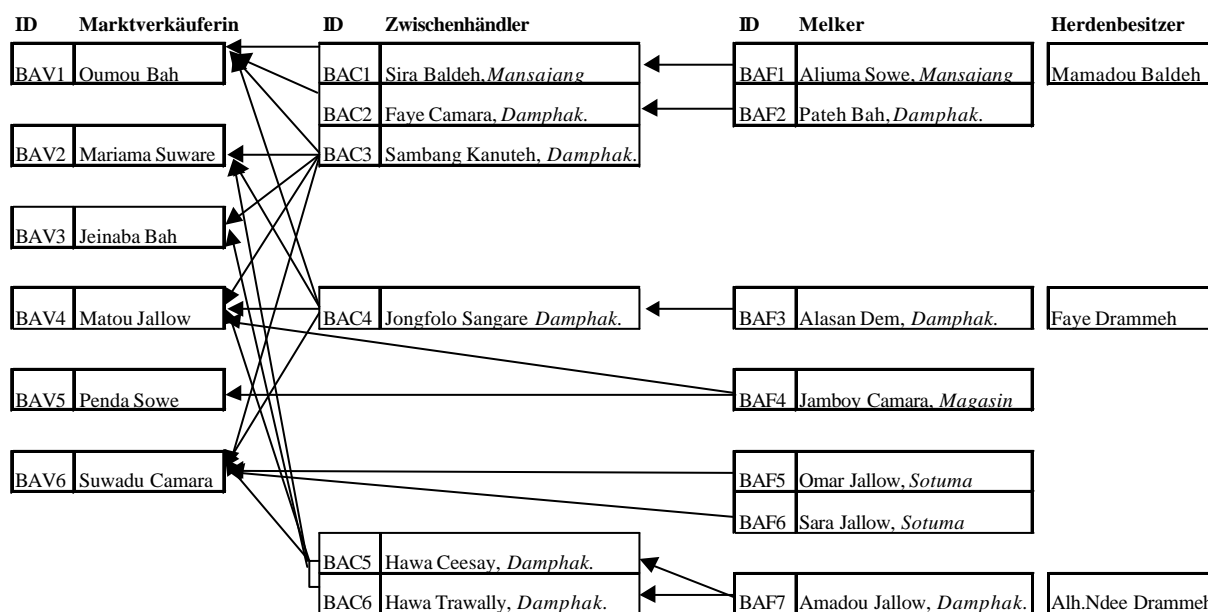 ID Marktverkäuferin ID Zwischenhändler ID Melker Herdenbesitzer
BAV1 Oumou Bah BAC1 Sira Baldeh, Mansajang BAF1 Aljuma Sowe, Mansajang Mamadou Baldeh
BAC2 Faye Camara, Damphak. BAF2 Pateh Bah, Damphak.
BAV2 Mariama Suware BAC3 Sambang Kanuteh, Damphak.
BAV3 Jeinaba Bah
BAV4 Matou Jallow BAC4 Jongfolo Sangare Damphak. BAF3 Alasan Dem, Damphak. Faye Drammeh
BAV5 Penda Sowe BAF4 Jamboy Camara, Magasin
BAV6 Suwadu Camara BAF5 Omar Jallow, Sotuma
BAF6 Sara Jallow, Sotuma
BAC5 Hawa Ceesay, Damphak.
BAC6 Hawa Trawally, Damphak. BAF7 Amadou Jallow, Damphak. Alh.Ndee Drammeh